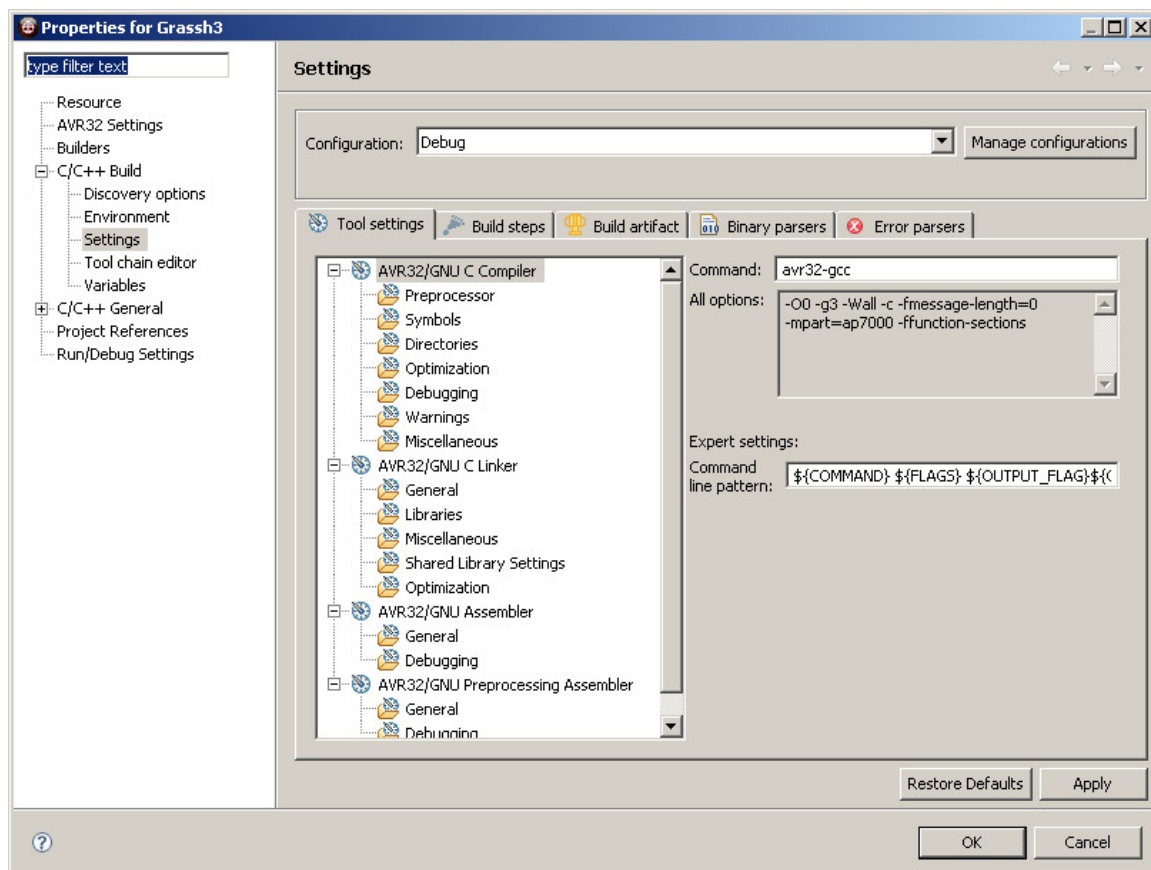 Properties for Grassh3
type filter text
Resource
AVR32 Settings
Builders
C/C++ Build
Discovery options
Environment
Settings
Tool chain editor
Variables
C/C++ General
Project References
Run/Debug Settings
Settings
Configuration: Debug Manage configurations
Tool settings Build steps Build artifact Binary parsers Error parsers
AVR32/GNU C Compiler
Preprocessor
Symbols
Directories
Optimization
Debugging
Warnings
Miscellaneous
AVR32/GNU C Linker
General
Libraries
Miscellaneous
Shared Library Settings
Optimization
AVR32/GNU Assembler
General
Debugging
AVR32/GNU Preprocessing Assembler
General
Debugging
Command: avr32-gcc
All options: -O0 -g3 -Wall -c -fmessage-length=0
-mpart=ap7000 -ffunction-sections
Expert settings:
Command
line pattern: ${COMMAND} ${FLAGS} ${OUTPUT_FLAG}${
Restore Defaults Apply
OK Cancel